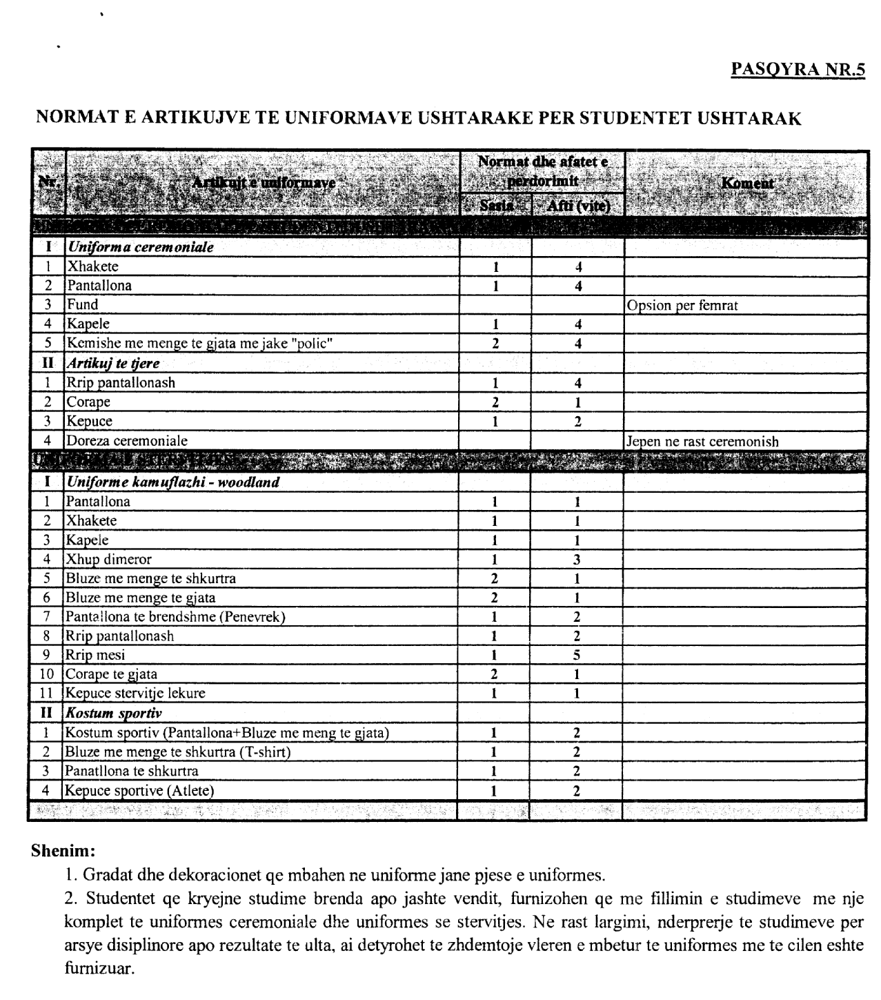 PASQYRA NR.5
NORMAT E ARTIKUJVE TE UNIFORMAVE USHTARAKE PER STUDENTET USHTARAK
Nr. Artikujt e uniformave Normat dhe afatet e perdorimit Koment
Sasia Afti (vite)
I Uniforma ceremoniale
1 Xhakete 1 4
2 Pantallona 1 4
3 Fund Opsion per femrat
4 Kapele 1 4
5 Kemishe me menge te gjata me jake "polic" 2 4
II Artikuj te tjere
1 Rrip pantallonash 1 4
2 Corape 2 1
3 Kepuce 1 2
4 Doreza ceremoniale Jepen ne rast ceremonish
UNIFORMA E STERVITJES
I Uniforme kamuflazhi - woodland
1 Pantallona 1 1
2 Xhakete 1 1
3 Kapele 1 1
4 Xhup dimeror 1 3
5 Bluze me menge te shkurtra 2 1
6 Bluze me menge te gjata 2 1
7 Pantallona te brendshme (Penevrek) 1 2
8 Rrip pantallonash 1 2
9 Rrip mesi 1 5
10 Corape te gjata 2 1
11 Kepuce stervitje lekure 1 1
II Kostum sportiv
1 Kostum sportiv (Pantallona+Bluze me meng te gjata) 1 2
2 Bluze me menge te shkurtra (T-shirt) 1 2
3 Panatllona te shkurtra 1 2
4 Kepuce sportive (Atlete) 1 2
Shenim:
1. Gradat dhe dekoracionet qe mbahen ne uniforme jane pjese e uniformes.
2. Studentet qe kryejne studime brenda apo jashte vendit, furnizohen qe me fillimin e studimeve me nje
komplet te uniformes ceremoniale dhe uniformes se stervitjes. Ne rast largimi, nderprerje te studimeve per
arsye disiplinore apo rezultate te ulta, ai detyrohet te zhdemtoje vleren e mbetur te uniformes me te cilen eshte
furnizuar.